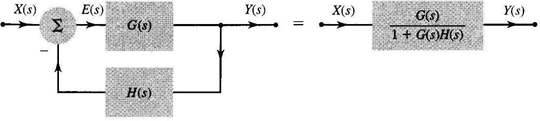 X(s) Σ E(s) G(s) Y(s) = X(s) G(s) / 1 + G(s)H(s) Y(s)
−
H(s)